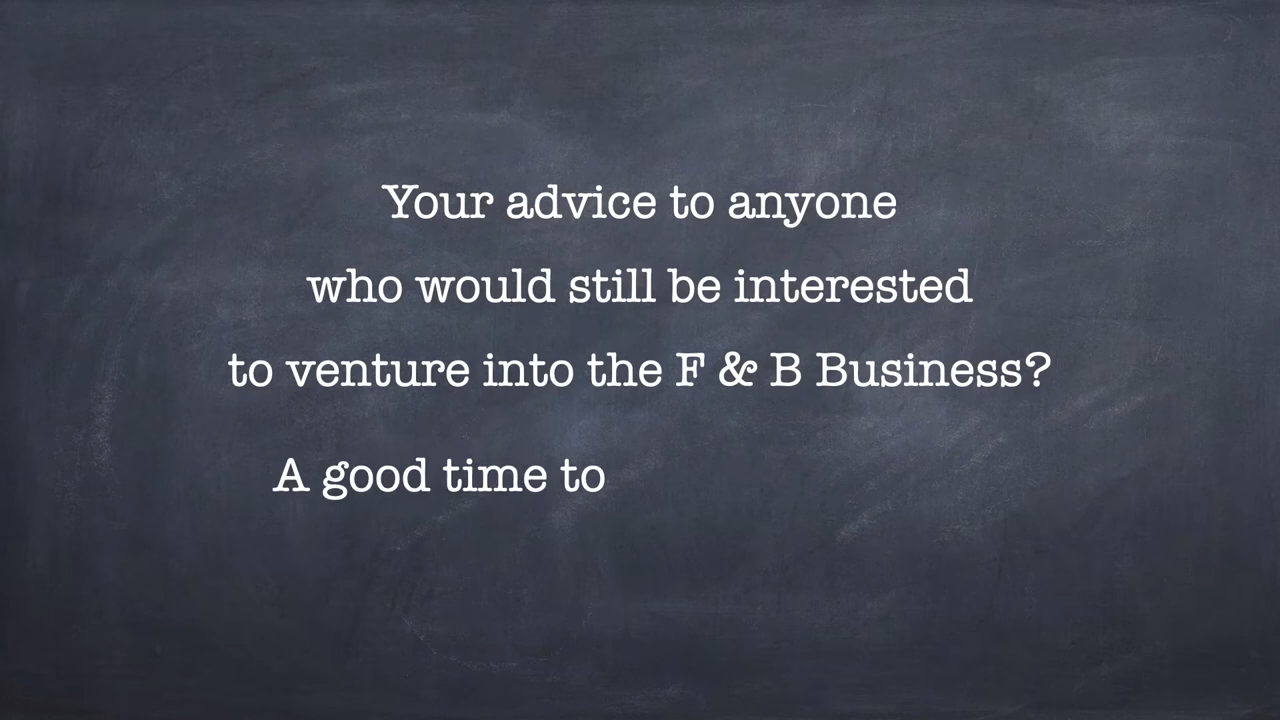 Your advice to anyone
who would still be interested
to venture into the F & B Business?
A good time to